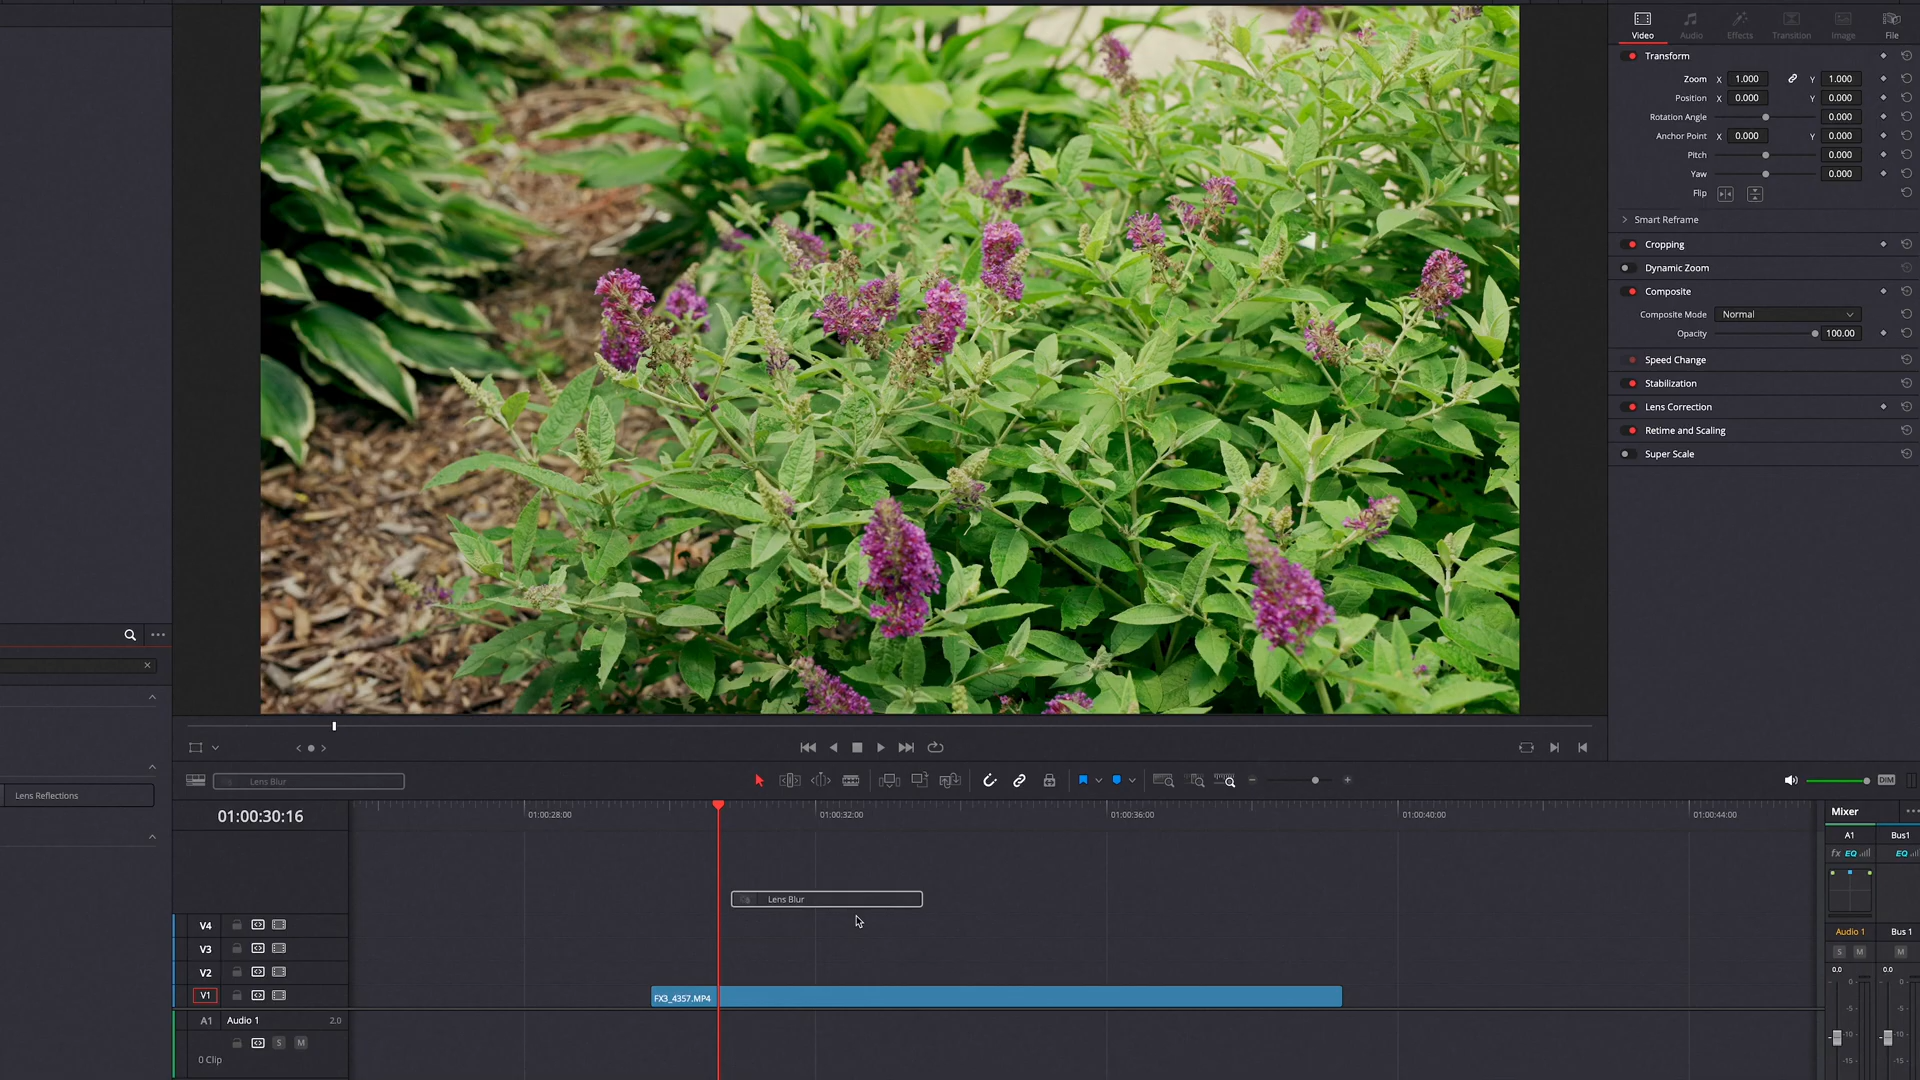 Video Audio Effects Transition Image File
Transform
Zoom X 1.000 Y 1.000
Position X 0.000 Y 0.000
Rotation Angle 0.000
Anchor Point X 0.000 Y 0.000
Pitch 0.000
Yaw 0.000
Flip
Smart Reframe
Cropping
Dynamic Zoom
Composite
Composite Mode Normal
Opacity 100.00
Speed Change
Stabilization
Lens Correction
Retime and Scaling
Super Scale
Lens Blur
DIM
Lens Reflections
01:00:30:16
01:00:28:00 01:00:32:00 01:00:36:00 01:00:40:00 01:00:44:00
Mixer
A1 Bus1
fx EQ EQ
Lens Blur
V4
V3
V2
V1
FX3_4357.MP4
A1 Audio 1 2.0
S M
0 Clip
Audio 1 Bus 1
S M M
0.0 0.0
0 0
-5 -5
-10 -10
-15 -15